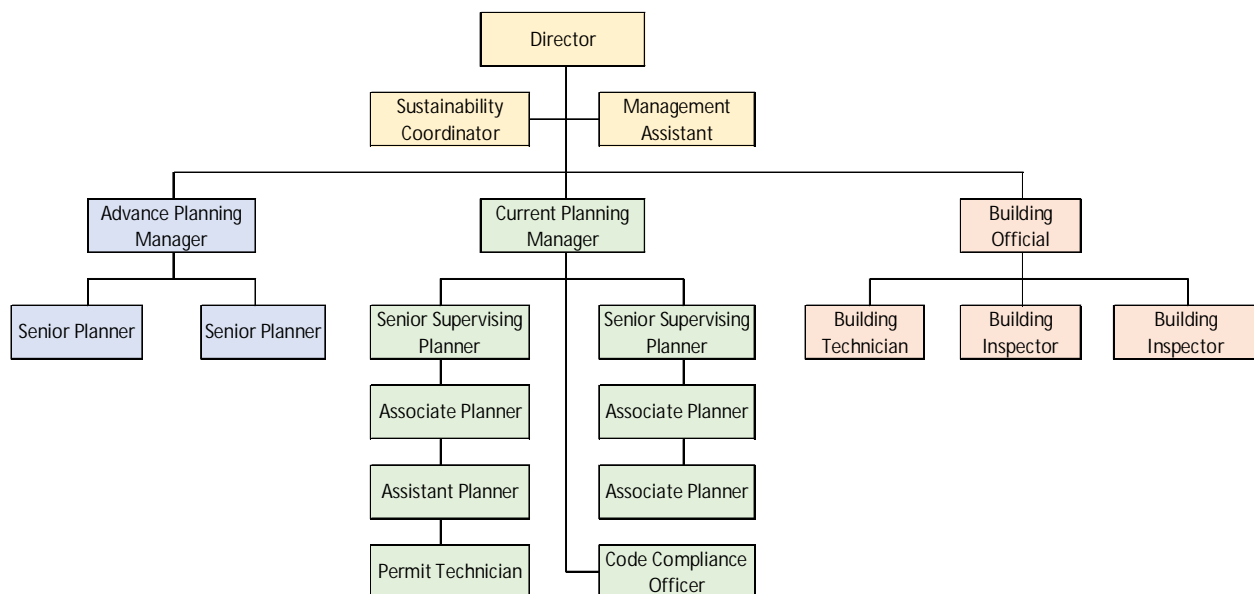 Director
Sustainability
Coordinator
Management
Assistant
Advance Planning
Manager
Current Planning
Manager
Building
Official
Senior Planner
Senior Planner
Senior Supervising
Planner
Senior Supervising
Planner
Building
Technician
Building
Inspector
Building
Inspector
Associate Planner
Associate Planner
Assistant Planner
Associate Planner
Permit Technician
Code Compliance
Officer